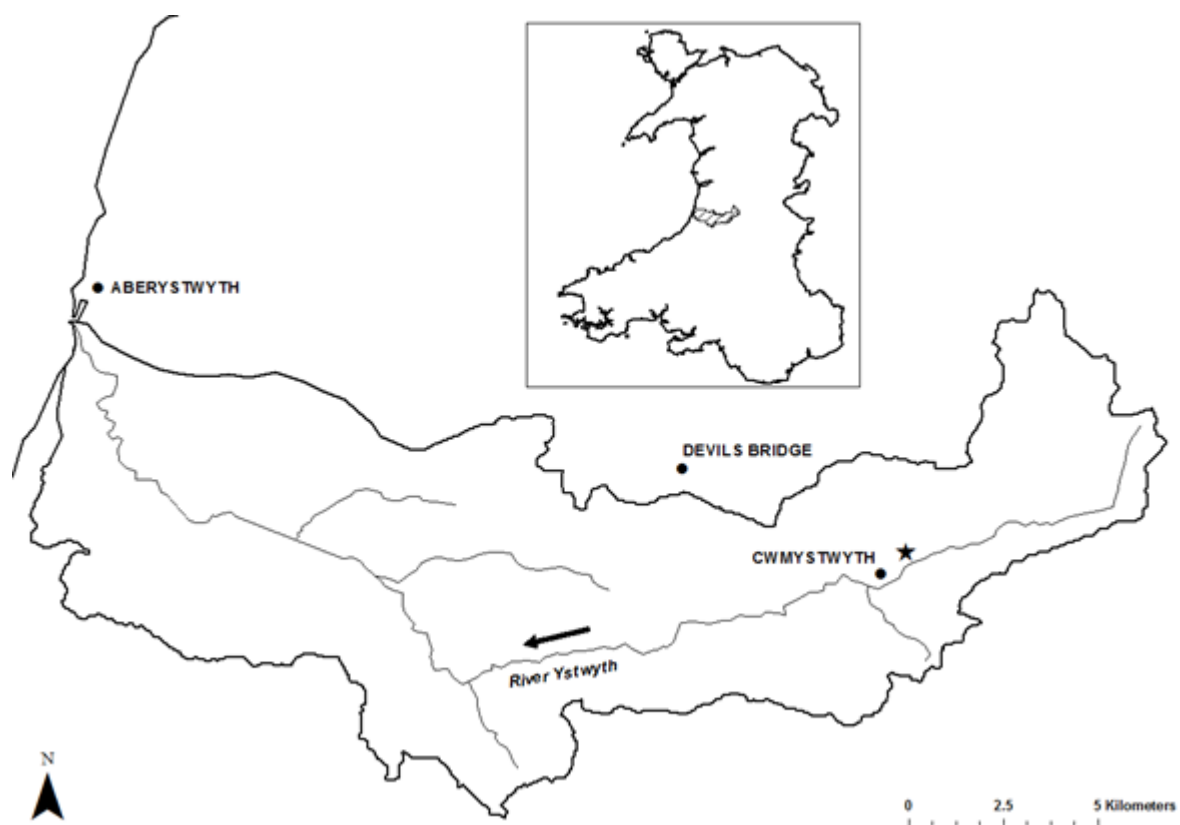 ABERYSTWYTH
DEVILS BRIDGE
CWMYSTWYTH
River Ystwyth
N
0 2.5 5 Kilometers